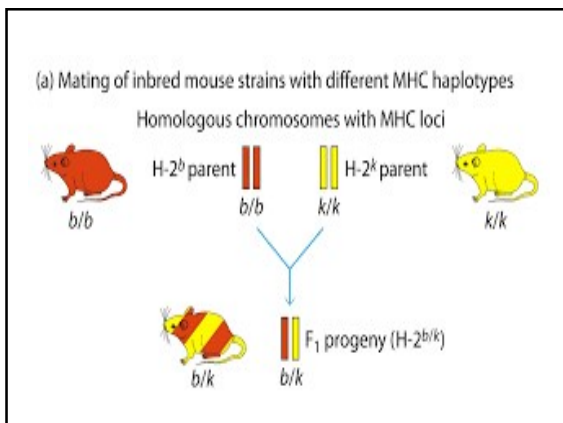 (a) Mating of inbred mouse strains with different MHC haplotypes
Homologous chromosomes with MHC loci
H-2ᵇ parent
H-2ᵏ parent
b/b
b/b
k/k
k/k
F₁ progeny (H-2ᵇ/ᵏ)
b/k
b/k